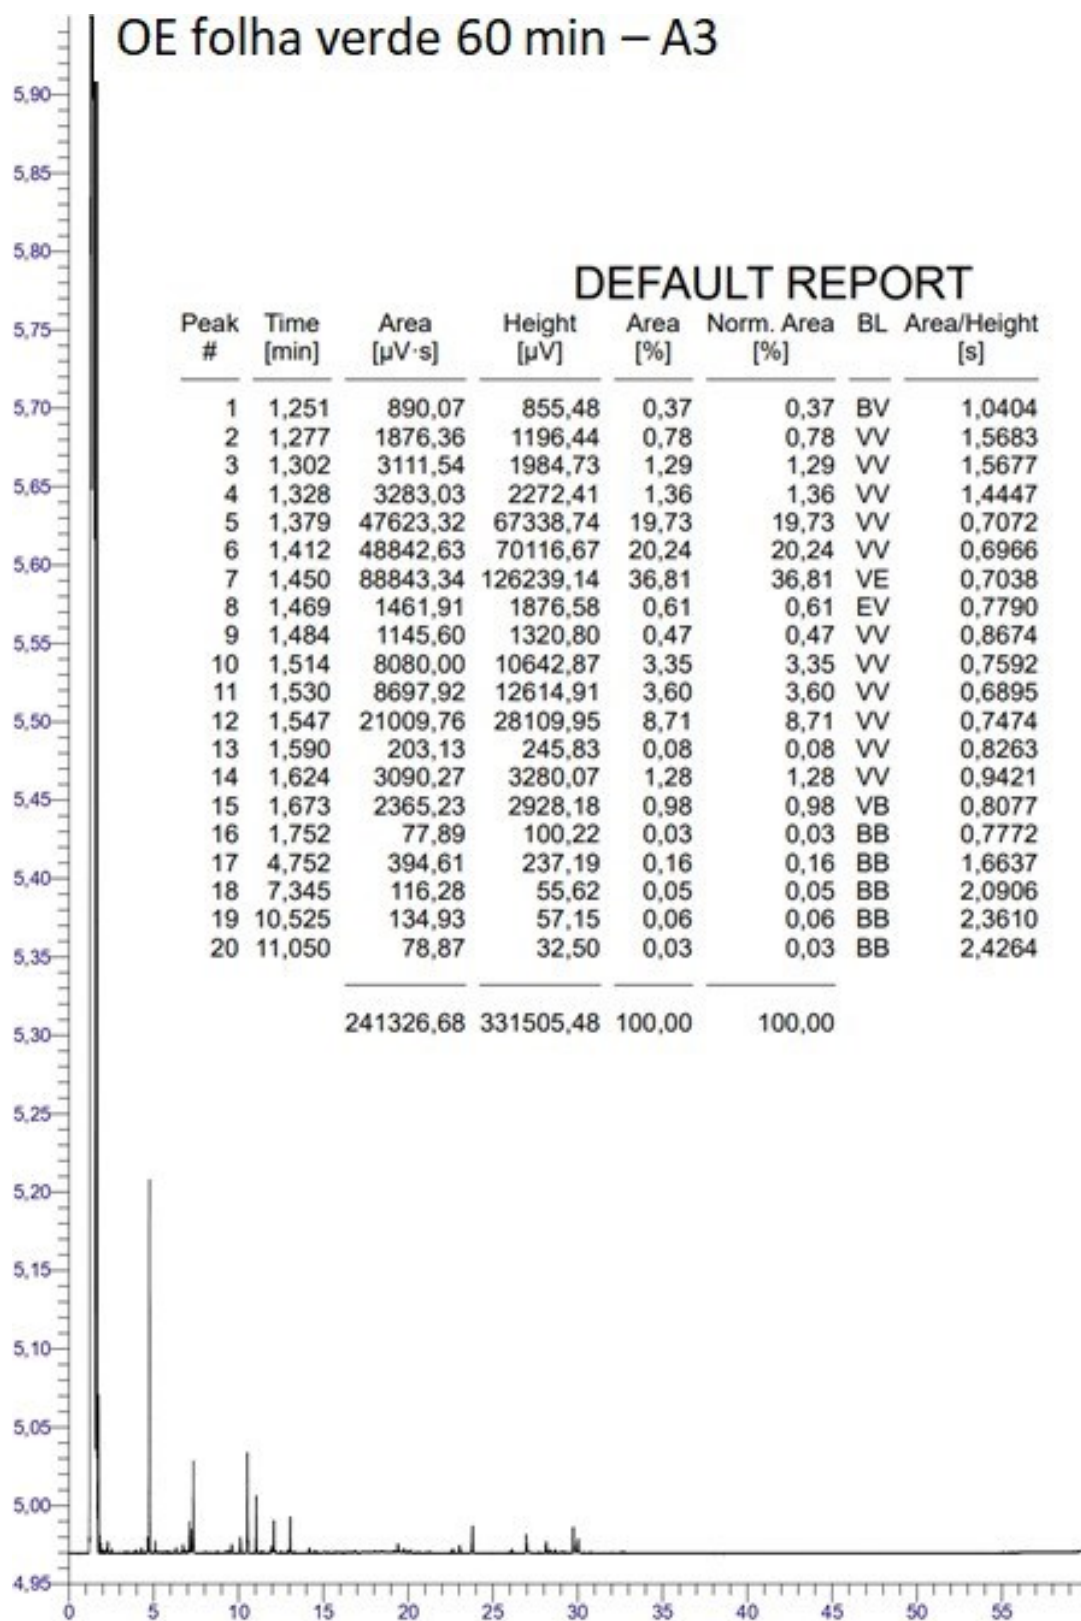 OE folha verde 60 min – A3
5,90
5,85
5,80
DEFAULT REPORT
5,75
Peak Time Area Height Area Norm. Area BL Area/Height
# [min] [µV·s] [µV] [%] [%] [s]
5,70
1 1,251 890,07 855,48 0,37 0,37 BV 1,0404
2 1,277 1876,36 1196,44 0,78 0,78 VV 1,5683
3 1,302 3111,54 1984,73 1,29 1,29 VV 1,5677
5,65
4 1,328 3283,03 2272,41 1,36 1,36 VV 1,4447
5 1,379 47623,32 67338,74 19,73 19,73 VV 0,7072
6 1,412 48842,63 70116,67 20,24 20,24 VV 0,6966
5,60
7 1,450 88843,34 126239,14 36,81 36,81 VE 0,7038
8 1,469 1461,91 1876,58 0,61 0,61 EV 0,7790
9 1,484 1145,60 1320,80 0,47 0,47 VV 0,8674
5,55
10 1,514 8080,00 10642,87 3,35 3,35 VV 0,7592
11 1,530 8697,92 12614,91 3,60 3,60 VV 0,6895
12 1,547 21009,76 28109,95 8,71 8,71 VV 0,7474
5,50
13 1,590 203,13 245,83 0,08 0,08 VV 0,8263
14 1,624 3090,27 3280,07 1,28 1,28 VV 0,9421
5,45
15 1,673 2365,23 2928,18 0,98 0,98 VB 0,8077
16 1,752 77,89 100,22 0,03 0,03 BB 0,7772
17 4,752 394,61 237,19 0,16 0,16 BB 1,6637
5,40
18 7,345 116,28 55,62 0,05 0,05 BB 2,0906
19 10,525 134,93 57,15 0,06 0,06 BB 2,3610
20 11,050 78,87 32,50 0,03 0,03 BB 2,4264
5,35
241326,68 331505,48 100,00 100,00
5,30
5,25
5,20
5,15
5,10
5,05
5,00
4,95
0 5 10 15 20 25 30 35 40 45 50 55